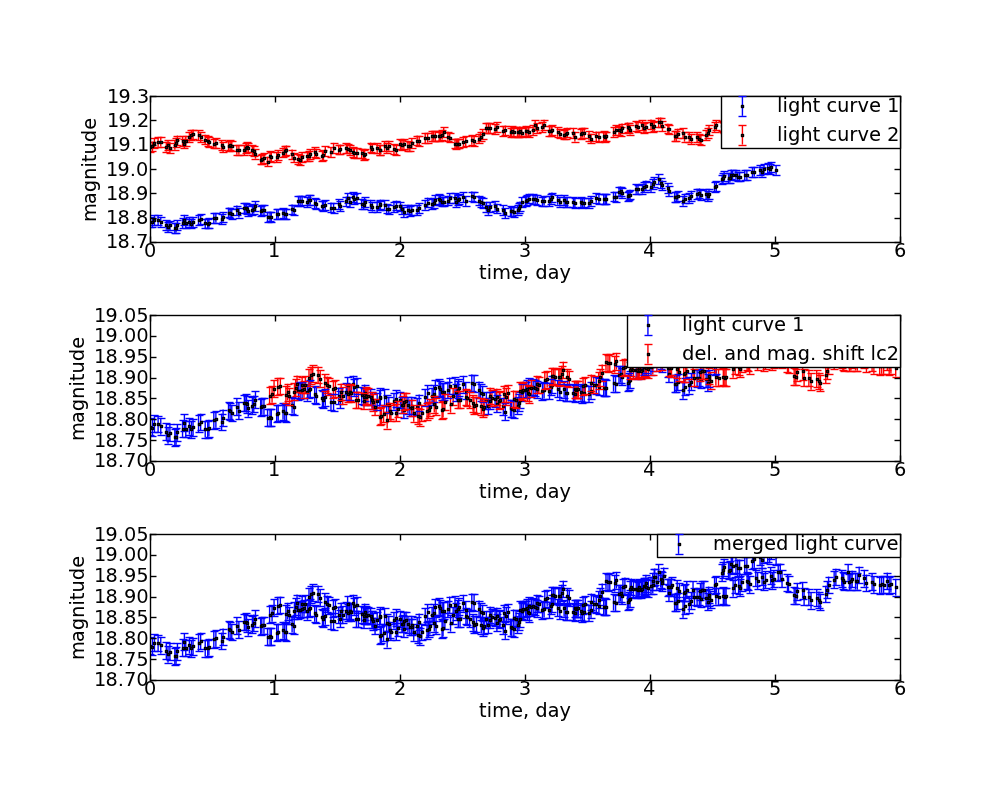 19.3
19.2
19.1
19.0
18.9
18.8
18.7
magnitude
light curve 1
light curve 2
0 1 2 3 4 5 6
time, day
19.05
19.00
18.95
18.90
18.85
18.80
18.75
18.70
magnitude
light curve 1
del. and mag. shift lc2
0 1 2 3 4 5 6
time, day
19.05
19.00
18.95
18.90
18.85
18.80
18.75
18.70
magnitude
merged light curve
0 1 2 3 4 5 6
time, day